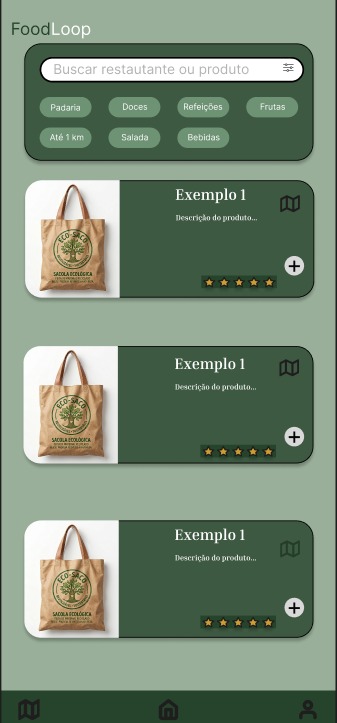 FoodLoop
Buscar restautante ou produto
Padaria Doces Refeições Frutas
Até 1 km Salada Bebidas
Exemplo 1
Descrição do produto...
ECO-SACO
SACOLA ECOLÓGICA
Exemplo 1
Descrição do produto...
ECO-SACO
SACOLA ECOLÓGICA
Exemplo 1
Descrição do produto...
ECO-SACO
SACOLA ECOLÓGICA